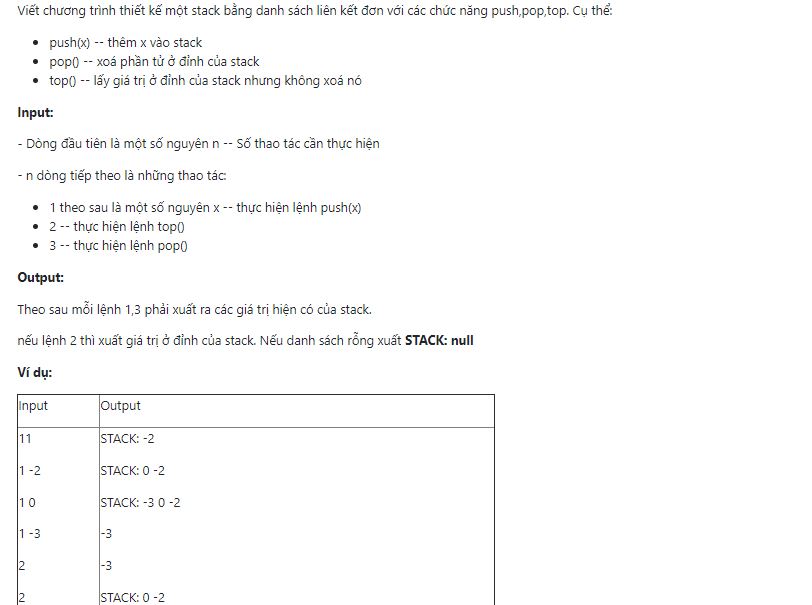 Viết chương trình thiết kế một stack bằng danh sách liên kết đơn với các chức năng push,pop,top. Cụ thể:
push(x) -- thêm x vào stack
pop() -- xoá phần tử ở đỉnh của stack
top() -- lấy giá trị ở đỉnh của stack nhưng không xoá nó
Input:
- Dòng đầu tiên là một số nguyên n -- Số thao tác cần thực hiện
- n dòng tiếp theo là những thao tác:
1 theo sau là một số nguyên x -- thực hiện lệnh push(x)
2 -- thực hiện lệnh top()
3 -- thực hiện lệnh pop()
Output:
Theo sau mỗi lệnh 1,3 phải xuất ra các giá trị hiện có của stack.
nếu lệnh 2 thì xuất giá trị ở đỉnh của stack. Nếu danh sách rỗng xuất STACK: null
Ví dụ:
Input Output
11 STACK: -2
1 -2 STACK: 0 -2
1 0 STACK: -3 0 -2
1 -3 -3
2 -3
2 STACK: 0 -2